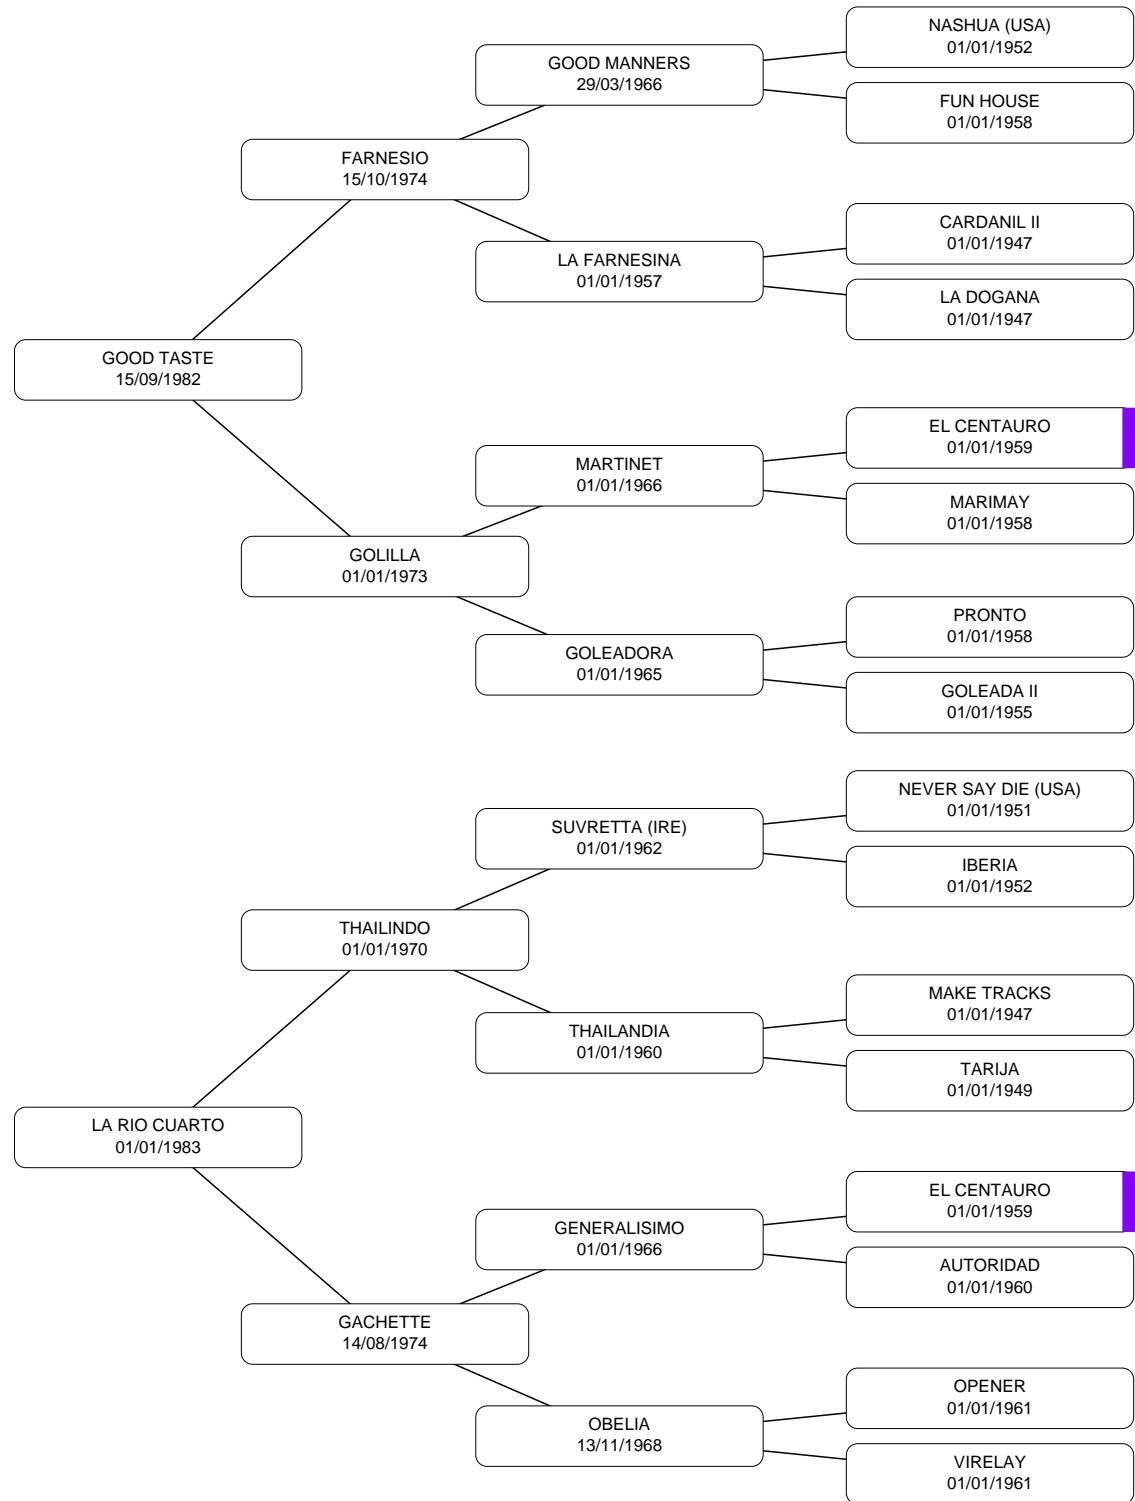 NASHUA (USA)
01/01/1952
GOOD MANNERS
29/03/1966
FUN HOUSE
01/01/1958
FARNESIO
15/10/1974
CARDANIL II
01/01/1947
LA FARNESINA
01/01/1957
LA DOGANA
01/01/1947
GOOD TASTE
15/09/1982
EL CENTAURO
01/01/1959
MARTINET
01/01/1966
MARIMAY
01/01/1958
GOLILLA
01/01/1973
PRONTO
01/01/1958
GOLEADORA
01/01/1965
GOLEADA II
01/01/1955
NEVER SAY DIE (USA)
01/01/1951
SUVRETTA (IRE)
01/01/1962
IBERIA
01/01/1952
THAILINDO
01/01/1970
MAKE TRACKS
01/01/1947
THAILANDIA
01/01/1960
TARIJA
01/01/1949
LA RIO CUARTO
01/01/1983
EL CENTAURO
01/01/1959
GENERALISIMO
01/01/1966
AUTORIDAD
01/01/1960
GACHETTE
14/08/1974
OPENER
01/01/1961
OBELIA
13/11/1968
VIRELAY
01/01/1961